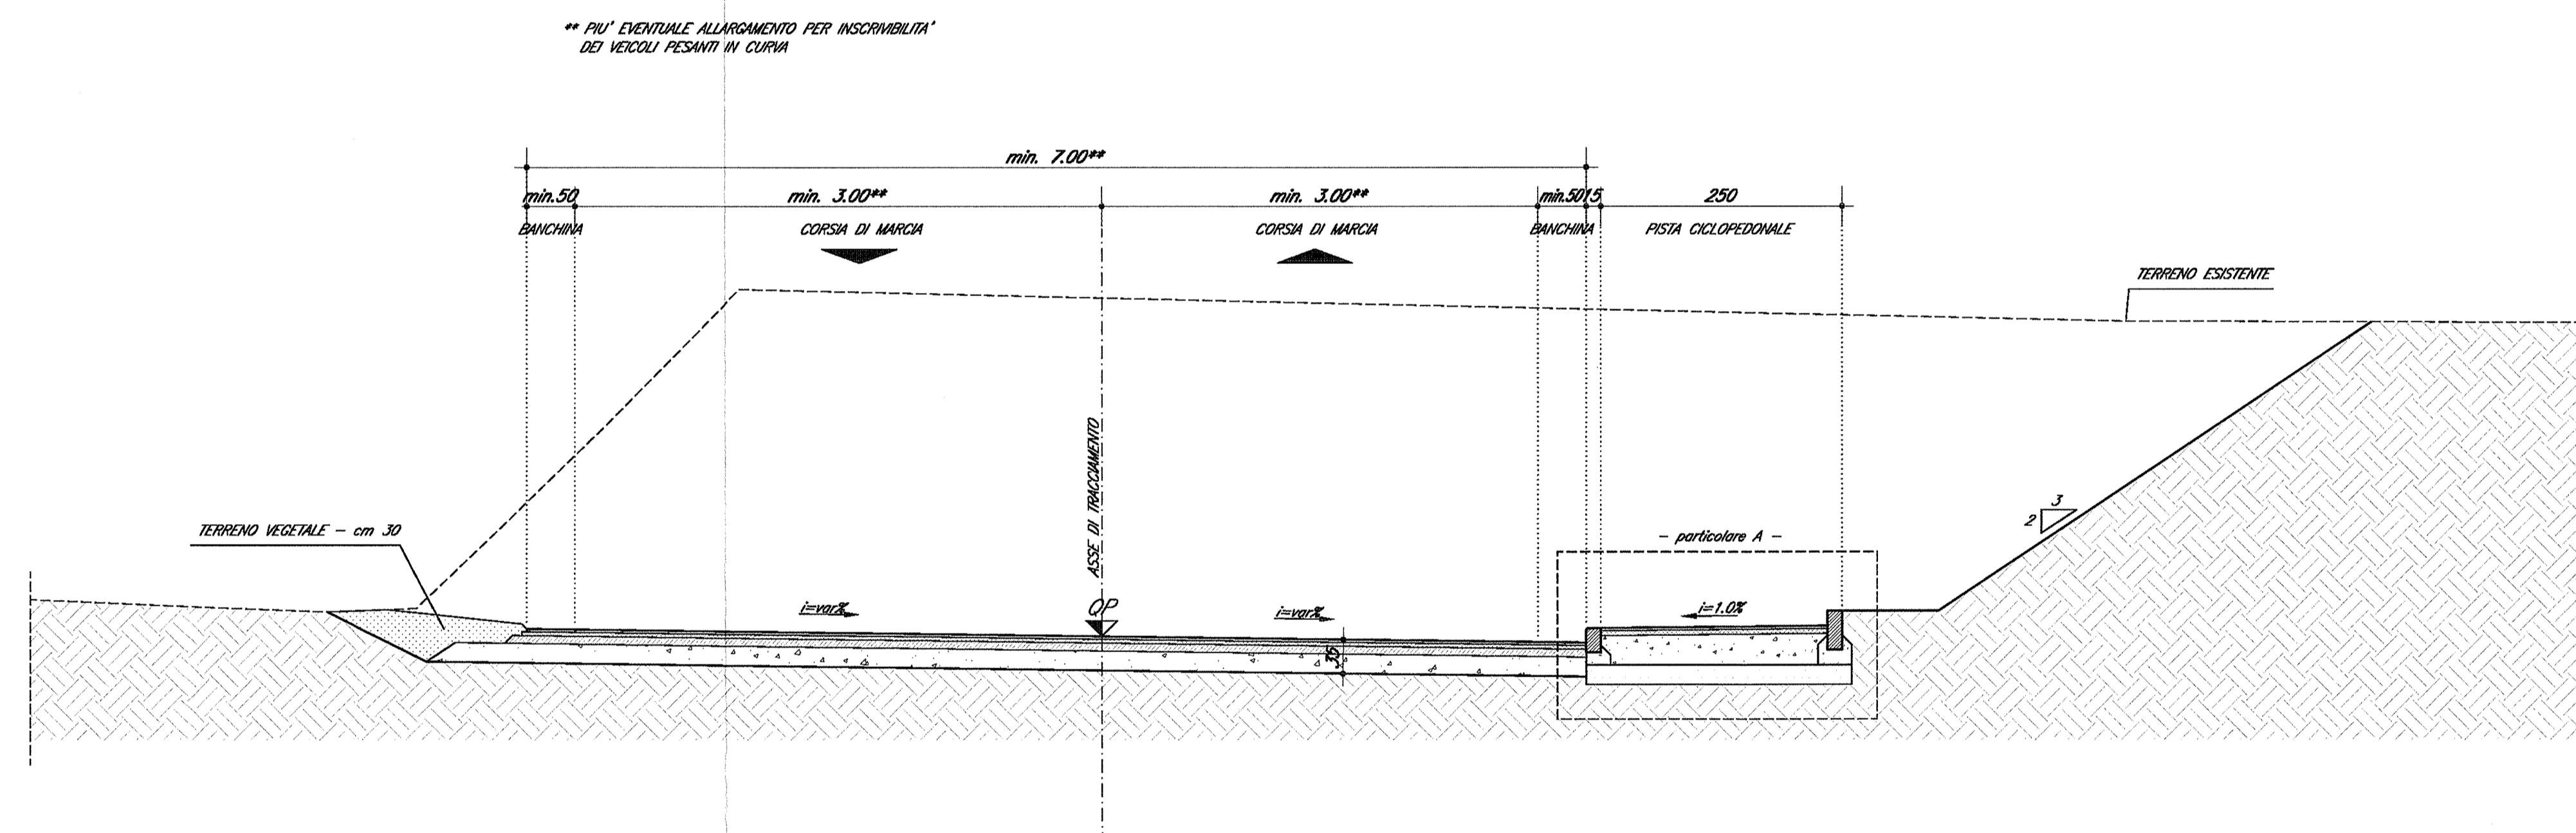 ** PIU' EVENTUALE ALLARGAMENTO PER INSCRIVIBILITA'
DEI VEICOLI PESANTI IN CURVA
min. 7.00**
min.50
min. 3.00**
min. 3.00**
min.50
15
250
BANCHINA
CORSIA DI MARCIA
CORSIA DI MARCIA
BANCHINA
PISTA CICLOPEDONALE
TERRENO ESISTENTE
ASSE DI TRACCIAMENTO
3
2
TERRENO VEGETALE – cm 30
– particolare A –
i=var%
QP
i=var%
i=1.0%
35